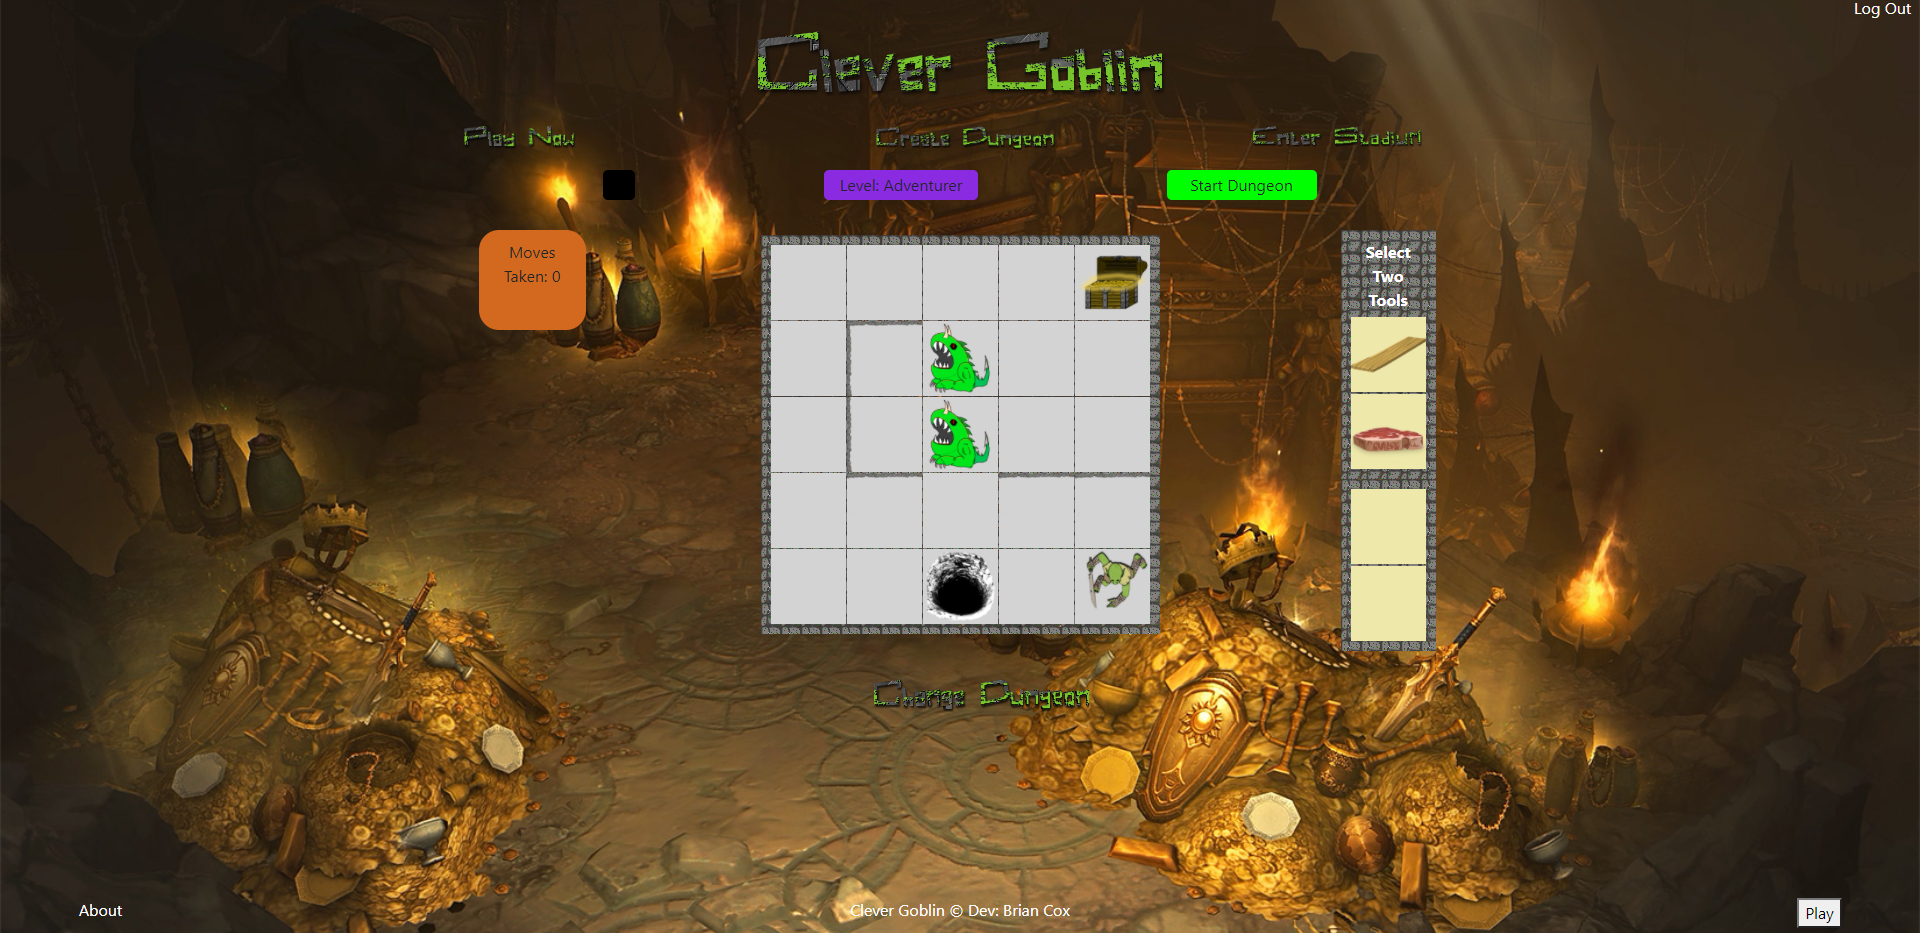 Log Out
Clever Goblin
Play Now
Create Dungeon
Enter Stadium
Level: Adventurer
Start Dungeon
Moves
Taken: 0
Select
Two
Tools
Change Dungeon
About
Clever Goblin © Dev: Brian Cox
Play